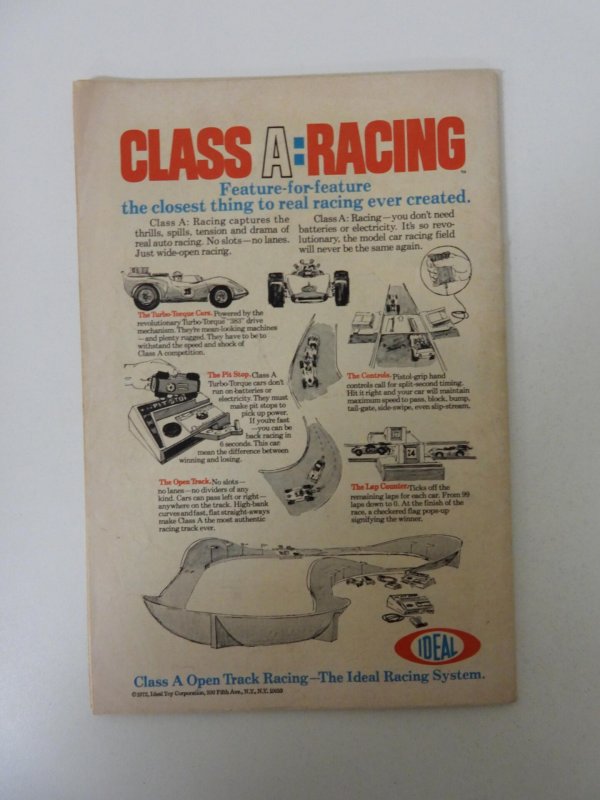 CLASS A:RACING
TM
Feature-for-feature
the closest thing to real racing ever created.
Class A: Racing captures the
thrills, spills, tension and drama of
real auto racing. No slots—no lanes.
Just wide-open racing.
Class A: Racing—you don't need
batteries or electricity. It's so revo-
lutionary, the model car racing field
will never be the same again.
The Turbo-Torque Cars. Powered by the
revolutionary Turbo-Torque "383" drive
mechanism. They're mean-looking machines
—and plenty rugged. They have to be to
withstand the speed and shock of
Class A competition.
The Pit Stop. Class A
Turbo-Torque cars don't
run on batteries or
electricity. They must
make pit stops to
pick up power.
If you're fast
—you can be
back racing in
6 seconds. This can
mean the difference between
winning and losing.
PIT STOP
The Controls. Pistol-grip hand
controls call for split-second timing.
Hit it right and your car will maintain
maximum speed to pass, block, bump,
tail-gate, side-swipe, even slip-stream.
The Open Track. No slots—
no lanes—no dividers of any
kind. Cars can pass left or right—
anywhere on the track. High-bank
curves and fast, flat straight-aways
make Class A the most authentic
racing track ever.
24
The Lap Counter. Ticks off the
remaining laps for each car. From 99
laps down to 0. At the finish of the
race, a checkered flag pops-up
signifying the winner.
IDEAL
Class A Open Track Racing—The Ideal Racing System.
©1972, Ideal Toy Corporation, 200 Fifth Ave., N.Y., N.Y. 10010